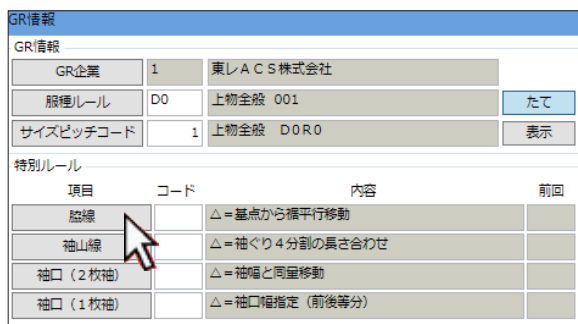 GR情報
GR情報
GR企業 1 東レACS株式会社
服種ルール D0 上物全般 001 たて
サイズピッチコード 1 上物全般 D0R0 表示
特別ルール
項目 コード 内容 前回
脇線 △=基点から裾平行移動
袖山線 △=袖ぐり4分割の長さ合わせ
袖口(2枚袖) △=袖幅と同量移動
袖口(1枚袖) △=袖口幅指定(前後等分)